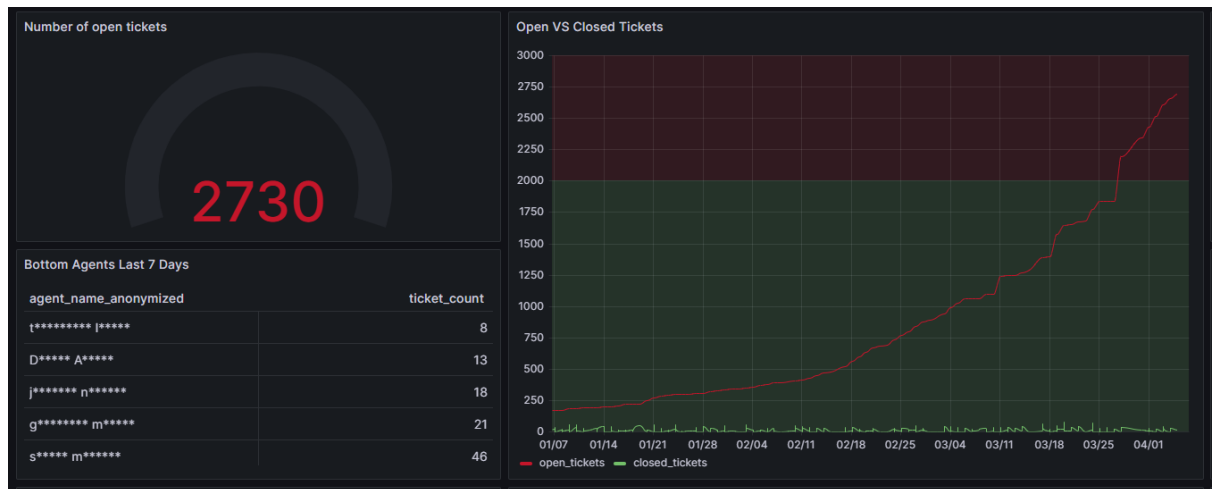 Number of open tickets
2730
Bottom Agents Last 7 Days
agent_name_anonymized ticket_count
t********* l***** 8
D***** A***** 13
j******* n****** 18
g******** m***** 21
s***** m****** 46
Open VS Closed Tickets
3000
2750
2500
2250
2000
1750
1500
1250
1000
750
500
250
0
01/07 01/14 01/21 01/28 02/04 02/11 02/18 02/25 03/04 03/11 03/18 03/25 04/01
open_tickets closed_tickets